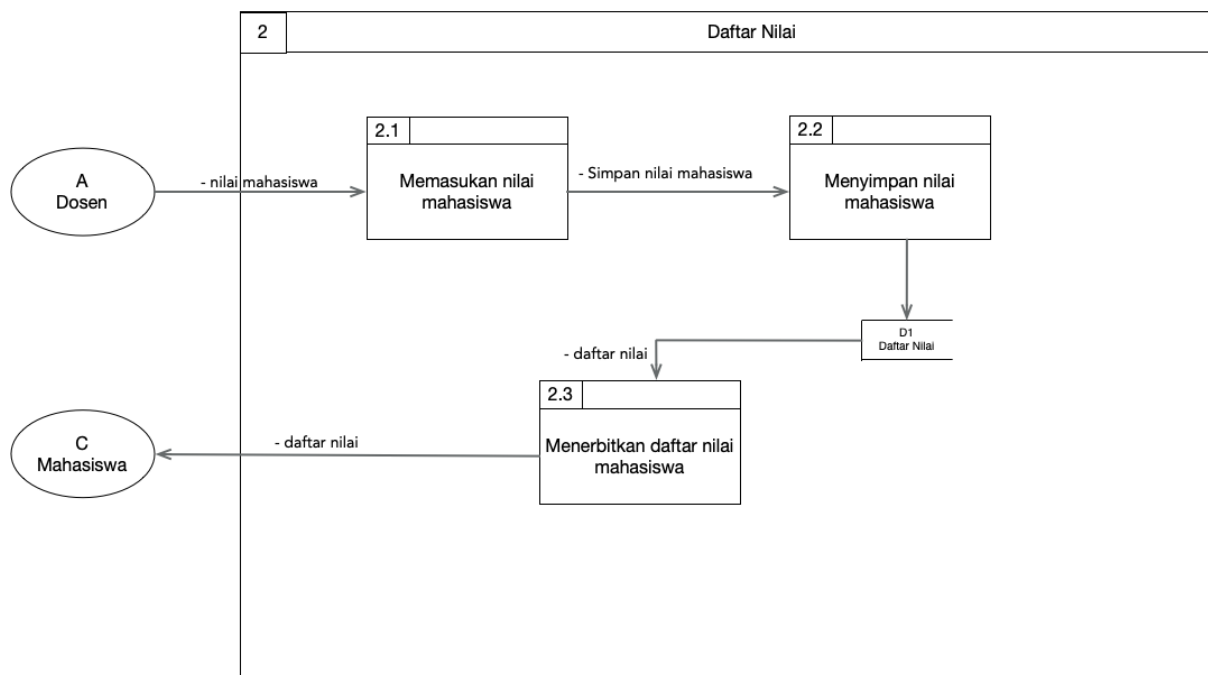 2
Daftar Nilai
2.1
2.2
A
Dosen
- nilai mahasiswa
Memasukan nilai
mahasiswa
- Simpan nilai mahasiswa
Menyimpan nilai
mahasiswa
D1
Daftar Nilai
- daftar nilai
2.3
C
Mahasiswa
- daftar nilai
Menerbitkan daftar nilai
mahasiswa